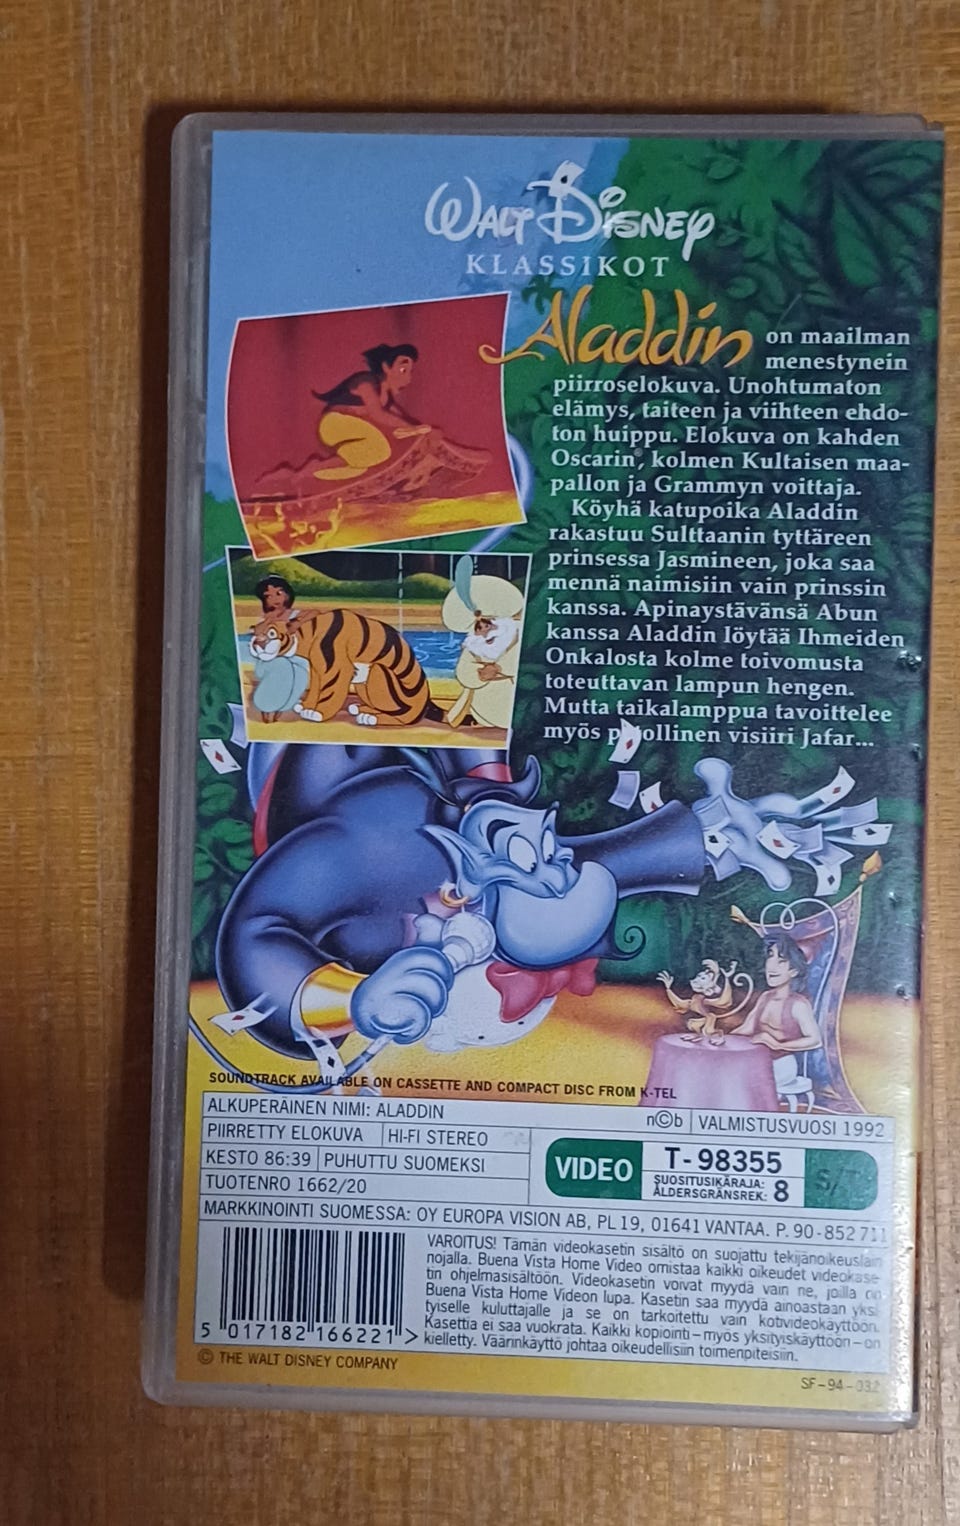 WALT DISNEY
KLASSIKOT
Aladdin on maailman
menestynein
piirroselokuva. Unohtumaton
elämys, taiteen ja viihteen ehdo-
ton huippu. Elokuva on kahden
Oscarin®, kolmen Kultaisen maa-
pallon ja Grammyn voittaja.
Köyhä katupoika Aladdin
rakastuu Sulttaanin tyttäreen
prinsessa Jasmineen, joka saa
mennä naimisiin vain prinssin
kanssa. Apinaystävänsä Abun
kanssa Aladdin löytää Ihmeiden
Onkalosta kolme toivomusta
toteuttavan lampun hengen.
Mutta taikalamppua tavoittelee
myös visiiri Jafar...
SOUNDTRACK AVAILABLE ON CASSETTE AND COMPACT DISC FROM K-TEL
ALKUPERÄINEN NIMI: ALADDIN
n©b VALMISTUSVUOSI 1992
PIIRRETTY ELOKUVA HI-FI STEREO
KESTO 86:39 PUHUTTU SUOMEKSI
TUOTENRO 1662/20
VIDEO T-98355 S/T
SUOSITUSIKÄRAJA:
ÅLDERSGRÄNSREK: 8
MARKKINOINTI SUOMESSA: OY EUROPA VISION AB, PL 19, 01641 VANTAA. P. 90-852 711
VAROITUS! Tämän videokasetin sisältö on suojattu tekijänoikeuslain
nojalla. Buena Vista Home Video omistaa kaikki oikeudet videokase-
tin ohjelmasisältöön. Videokasetin voivat myydä vain ne, joilla on
Buena Vista Home Videon lupa. Kasetin saa myydä ainoastaan yksi-
tyiselle kuluttajalle ja se on tarkoitettu vain kotivideokäyttöön.
Kasettia ei saa vuokrata. Kaikki kopiointi – myös yksityiskäyttöön – on
kielletty. Väärinkäyttö johtaa oikeudellisiin toimenpiteisiin.
5 017182 166221 >
© THE WALT DISNEY COMPANY
SF-94-032